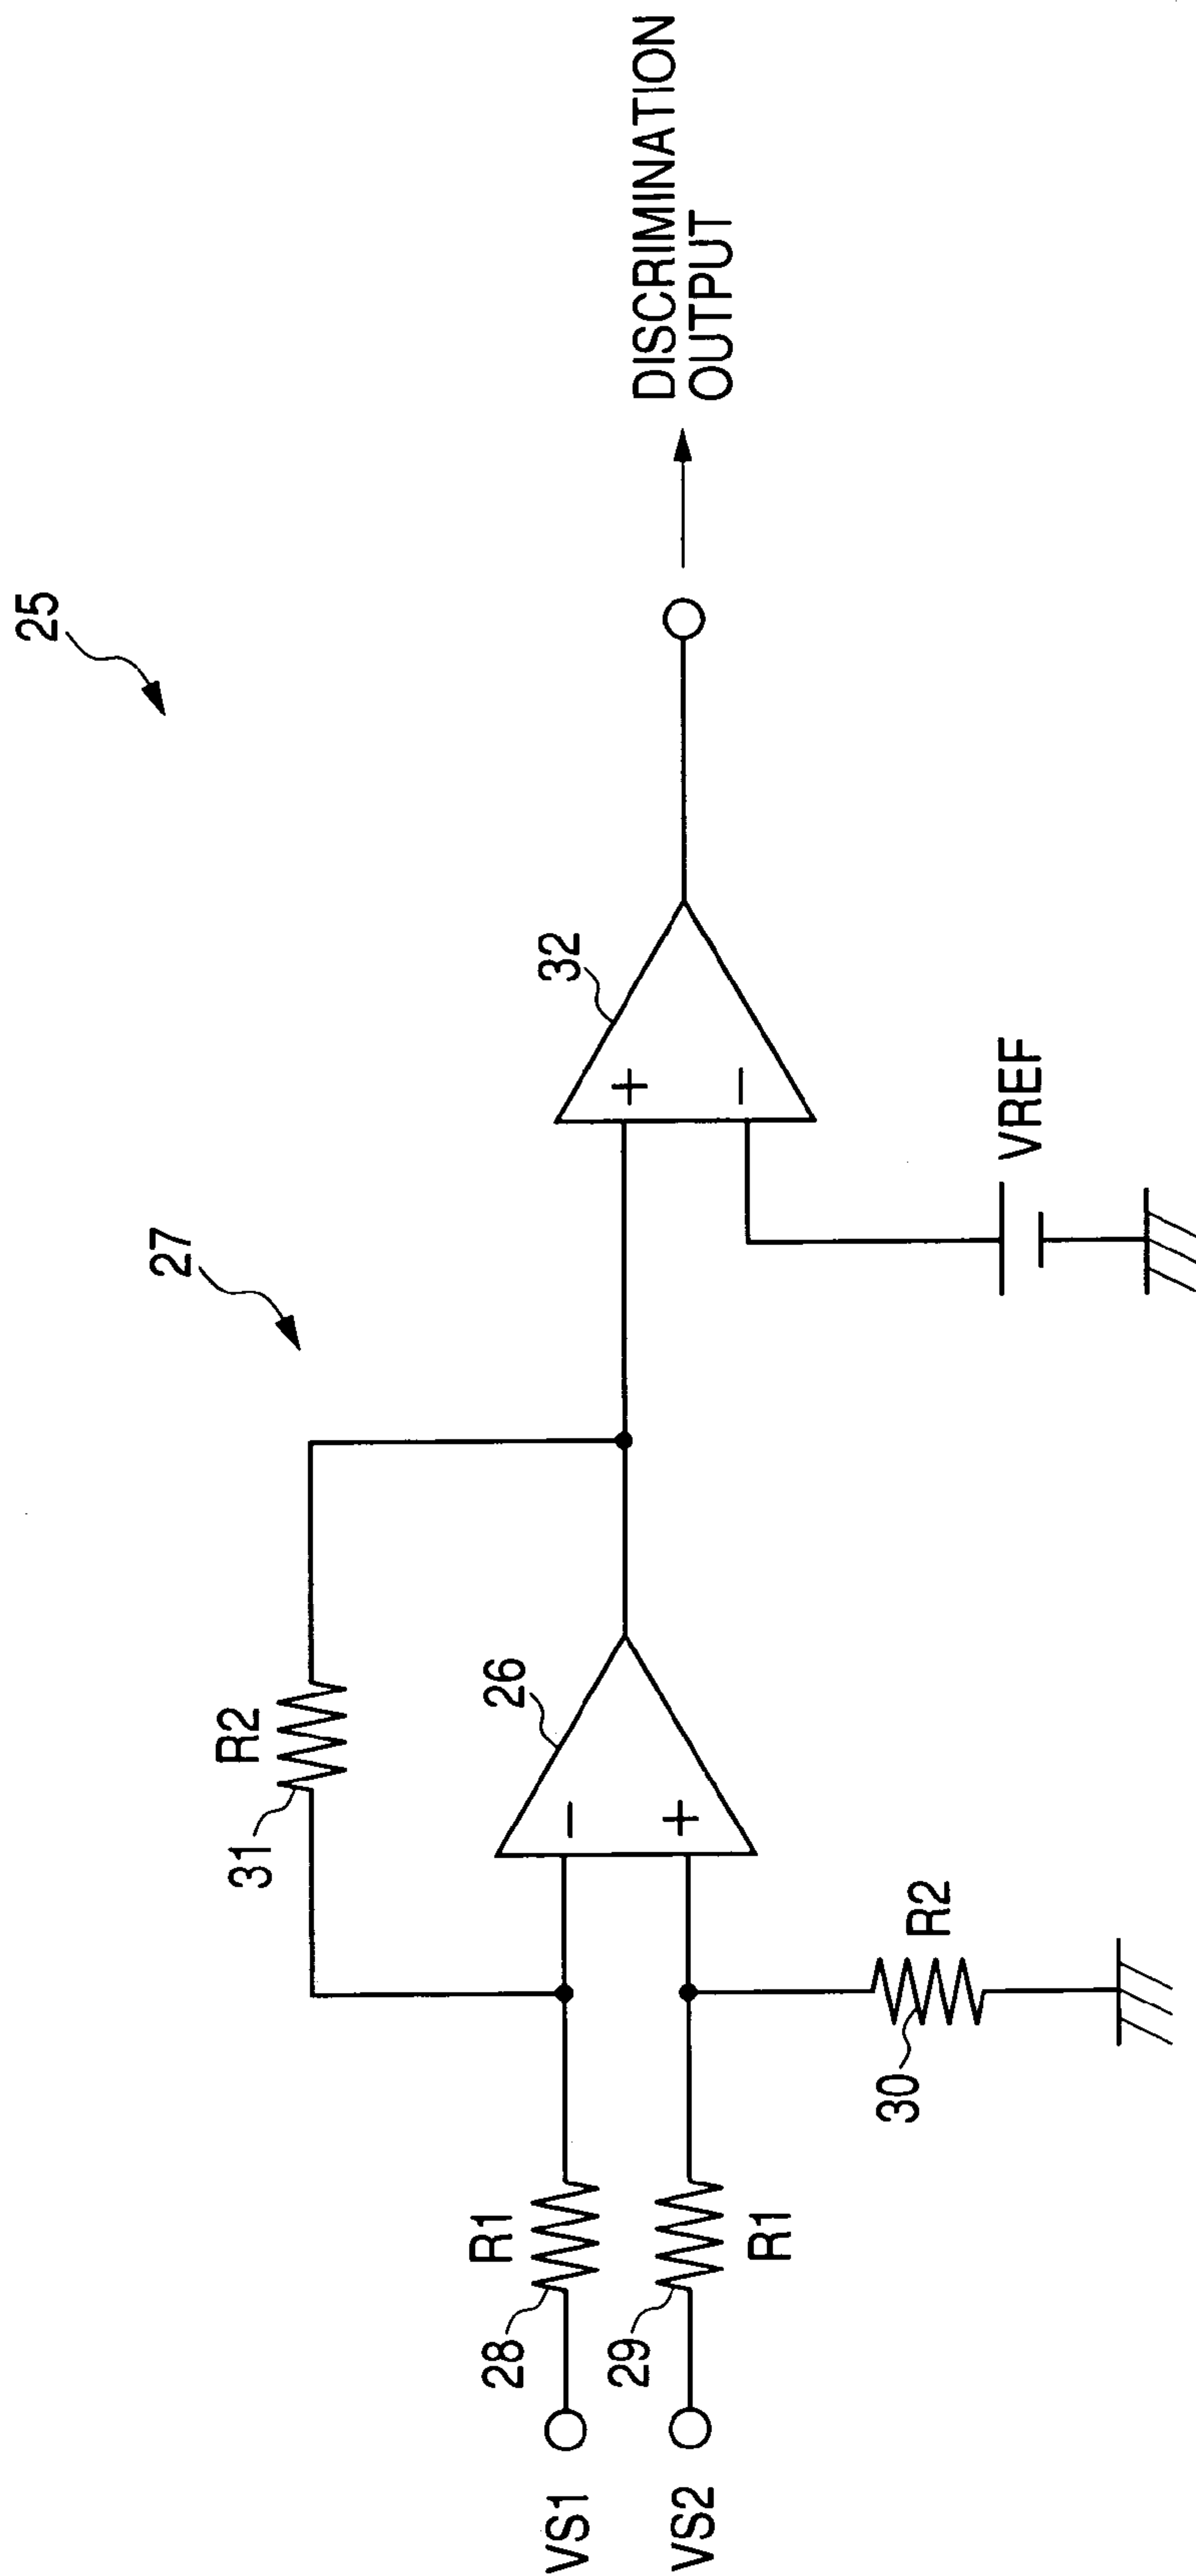 25
27
R2
31
26
32
DISCRIMINATION
OUTPUT
−
+
+
−
VS1
28
R1
VS2
29
R1
30
R2
VREF